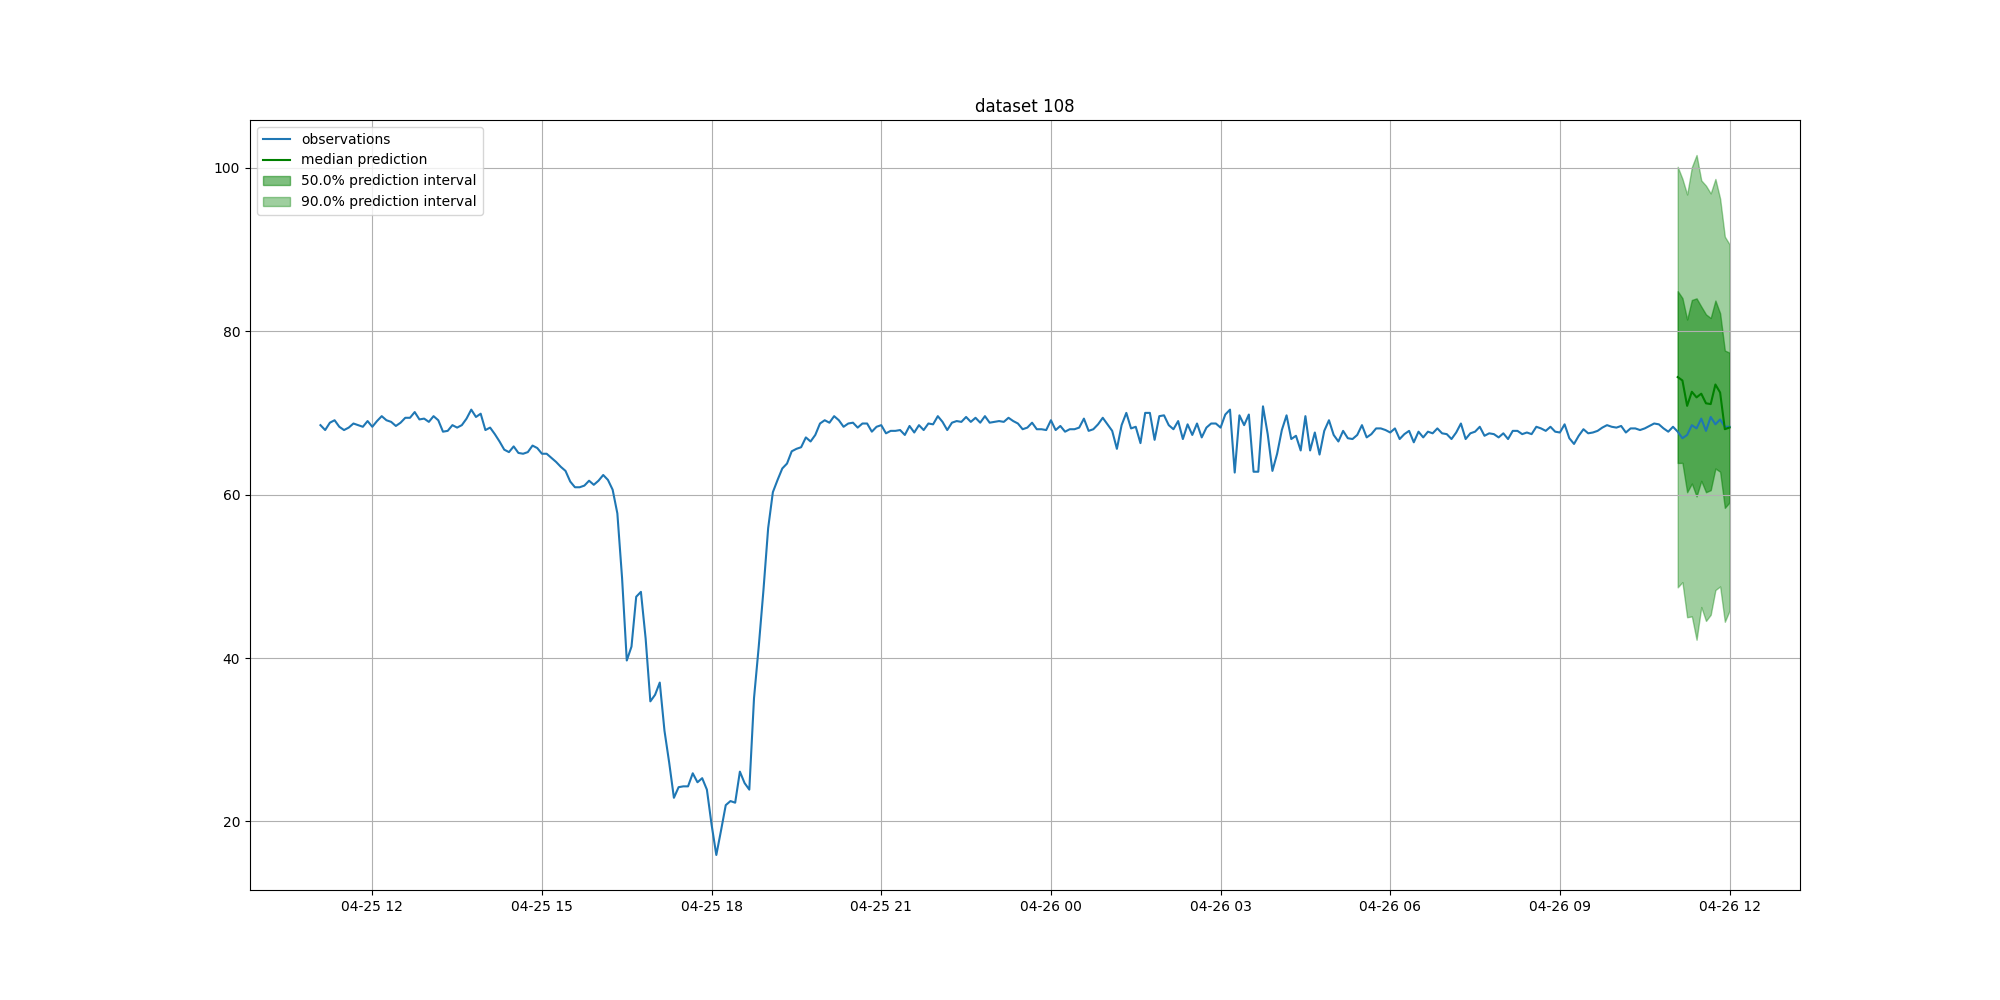 dataset 108
observations
median prediction
50.0% prediction interval
90.0% prediction interval
100
80
60
40
20
04-25 12
04-25 15
04-25 18
04-25 21
04-26 00
04-26 03
04-26 06
04-26 09
04-26 12